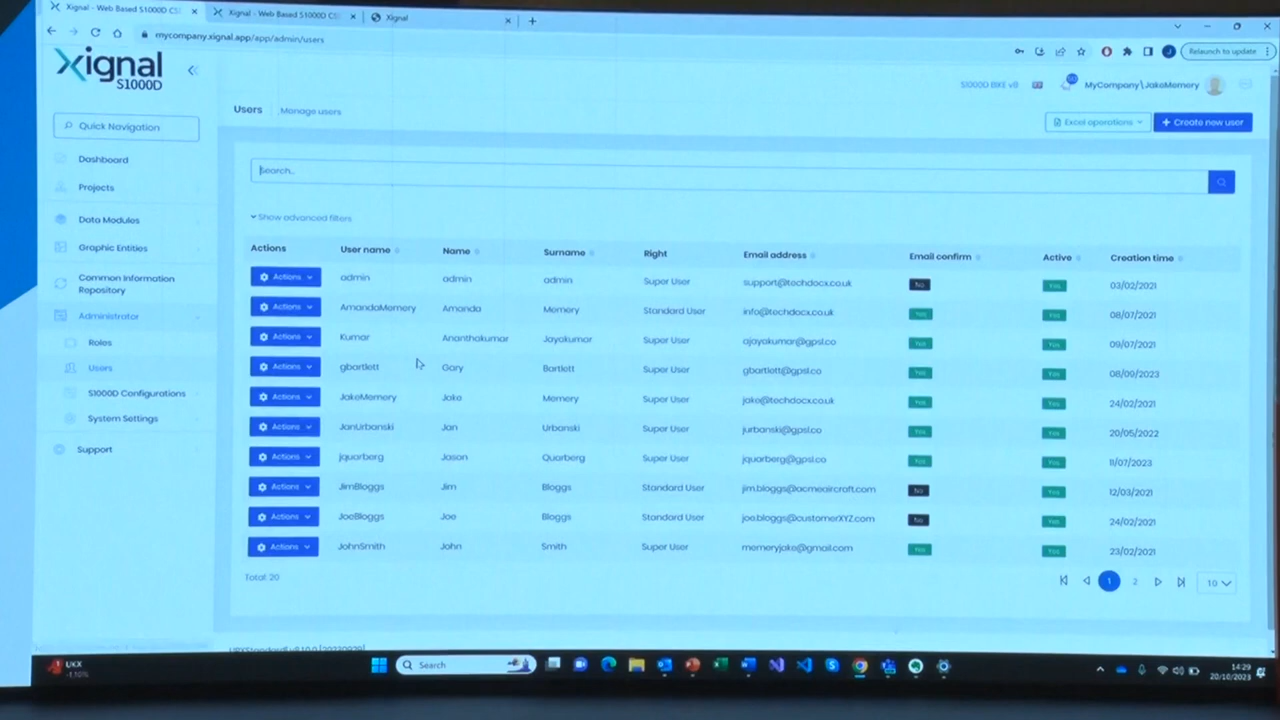 Xignal - Web Based S1000D CS
Xignal - Web Based S1000D CS
Xignal
mycompany.xignal.app/app/admin/users
Relaunch to update
Xignal
S1000D
S1000D BIKE v8
MyCompany\JakeMemory
Users
Manage users
Excel operations
+ Create new user
Quick Navigation
Dashboard
Projects
Data Modules
Graphic Entities
Common Information
Repository
Administrator
Roles
Users
S1000D Configurations
System Settings
Support
Search..
Show advanced filters
Actions User name Name Surname Right Email address Email confirm Active Creation time
Actions admin admin admin Super User support@techdocx.co.uk No Yes 03/02/2021
Actions AmandaMemory Amanda Memory Standard User info@techdocx.co.uk Yes Yes 08/07/2021
Actions Kumar Ananthakumar Jayakumar Super User ajayakumar@gpsl.co Yes Yes 09/07/2021
Actions gbartlett Gary Bartlett Super User gbartlett@gpsl.co Yes Yes 08/09/2023
Actions JakeMemory Jake Memory Super User jake@techdocx.co.uk Yes Yes 24/02/2021
Actions JanUrbanski Jan Urbanski Super User jurbanski@gpsl.co Yes Yes 20/05/2022
Actions jquarberg Jason Quarberg Super User jquarberg@gpsl.co Yes Yes 11/07/2023
Actions JimBloggs Jim Bloggs Standard User jim.bloggs@acmeaircraft.com No Yes 12/03/2021
Actions JoeBloggs Joe Bloggs Standard User joe.bloggs@customerXYZ.com No Yes 24/02/2021
Actions JohnSmith John Smith Super User memoryjake@gmail.com Yes Yes 23/02/2021
Total: 20
1 2 10
UKX
-1.10%
Search
14:29
20/10/2023